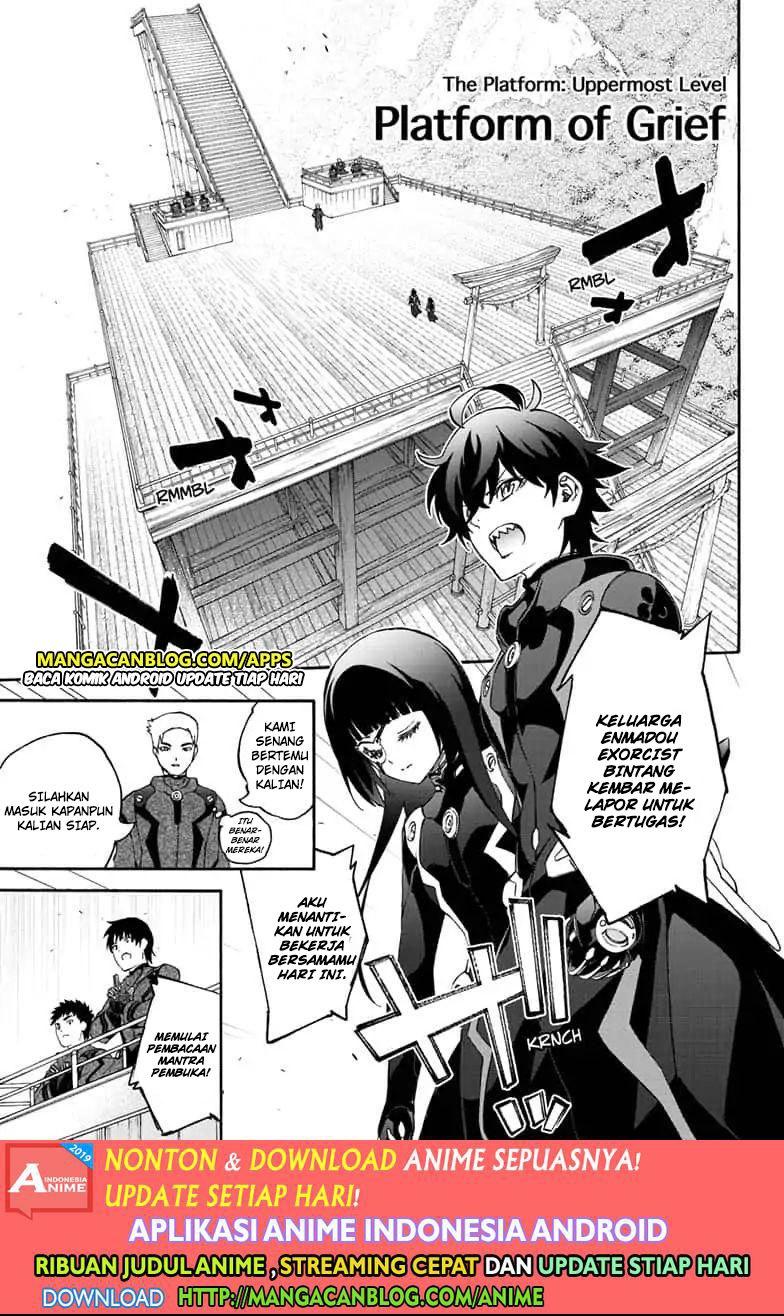 The Platform: Uppermost Level
Platform of Grief
RMBL
RMMBL
MANGACANBLOG.COM/APPS
BACA KOMIK ANDROID UPDATE TIAP HARI
KELUARGA
ENMADOU
EXORCIST
BINTANG
KEMBAR ME-
LAPOR UNTUK
BERTUGAS!
KAMI
SENANG
BERTEMU
DENGAN
KALIAN!
SILAHKAN
MASUK KAPANPUN
KALIAN SIAP.
ITU
BENAR-
BENAR
MEREKA!
AKU
MENANTI-
KAN UNTUK
BEKERJA
BERSAMAMU
HARI INI.
KRNCH
MEMULAI
PEMBACAAN
MANTRA
PEMBUKA!
2019
INDONESIA
ANIME
NONTON & DOWNLOAD ANIME SEPUASNYA!
UPDATE SETIAP HARI!
APLIKASI ANIME INDONESIA ANDROID
RIBUAN JUDUL ANIME , STREAMING CEPAT DAN UPDATE STIAP HARI
DOWNLOAD HTTP://MANGACANBLOG.COM/ANIME